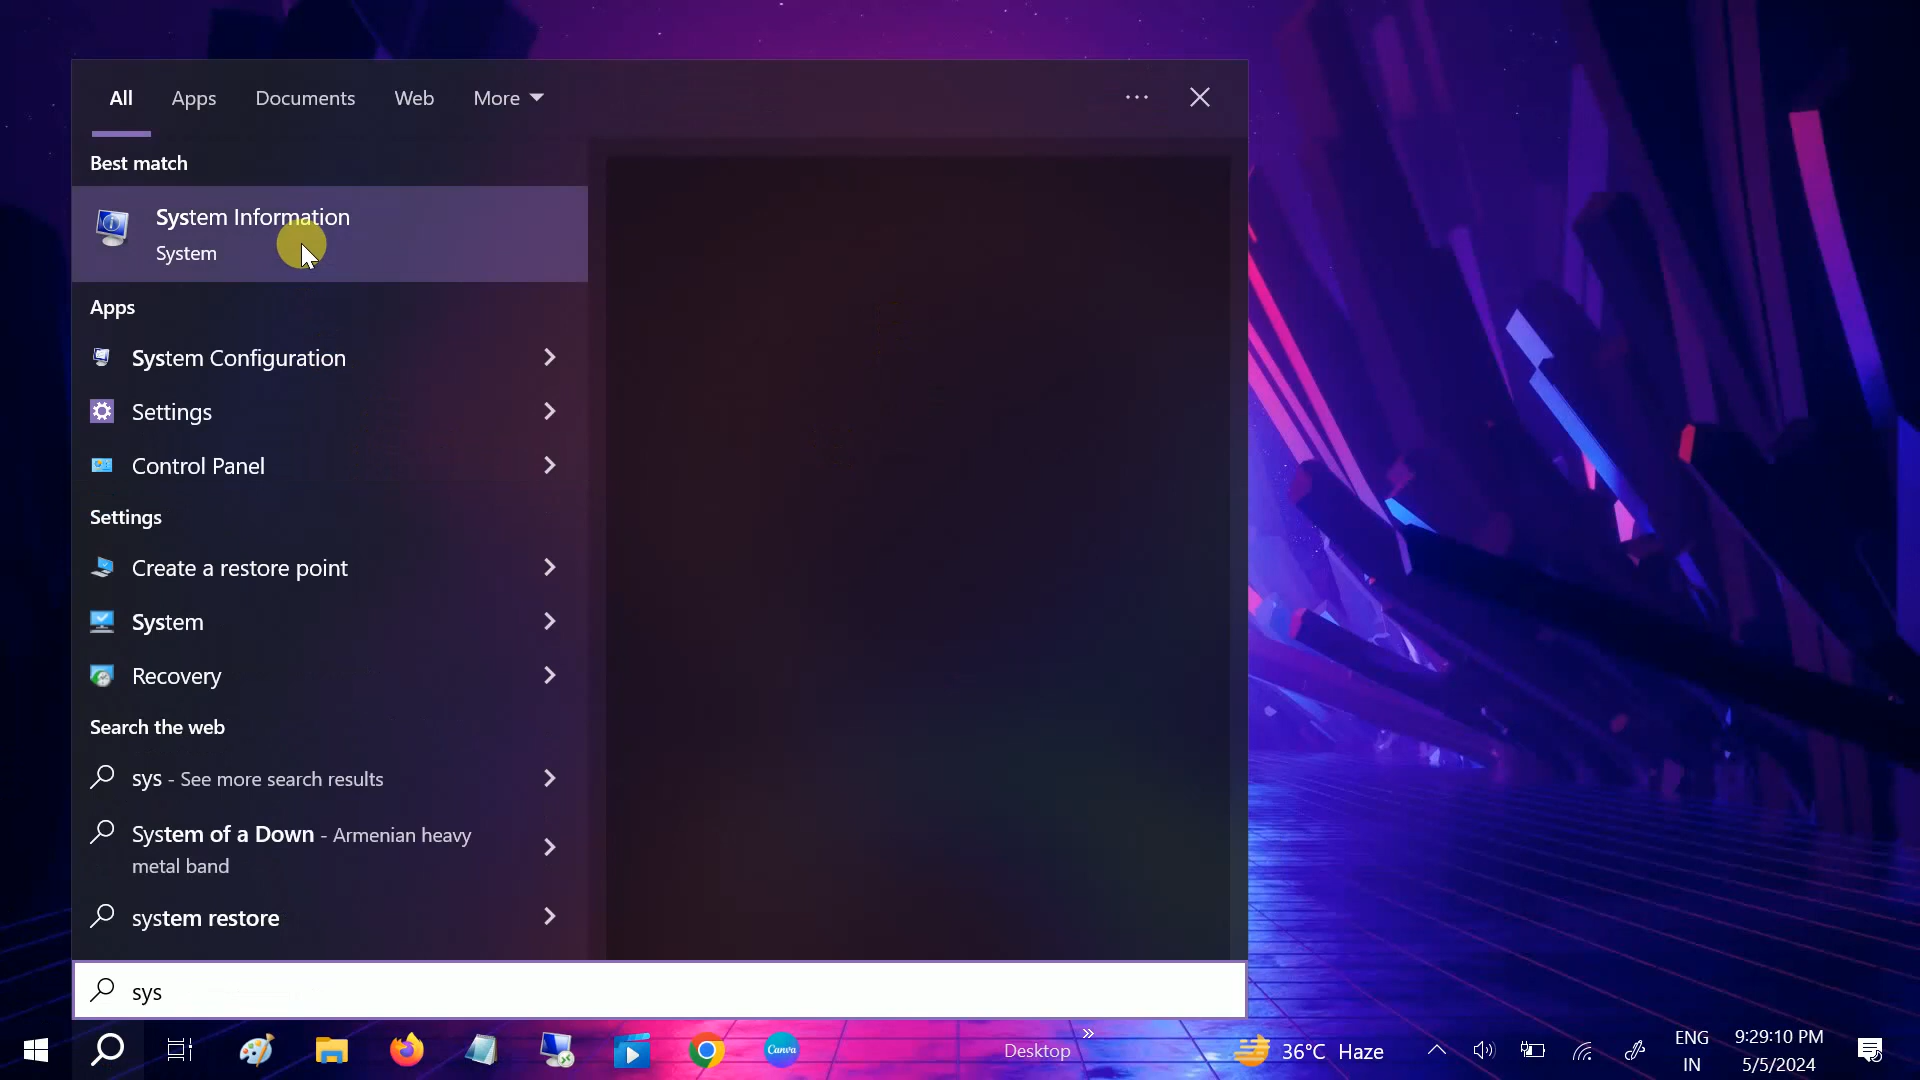 All
Apps
Documents
Web
More
Best match
System Information
System
Apps
System Configuration
Settings
Control Panel
Settings
Create a restore point
System
Recovery
Search the web
sys - See more search results
System of a Down - Armenian heavy
metal band
system restore
sys
Canva
Desktop
36°C Haze
ENG
IN
9:29:10 PM
5/5/2024